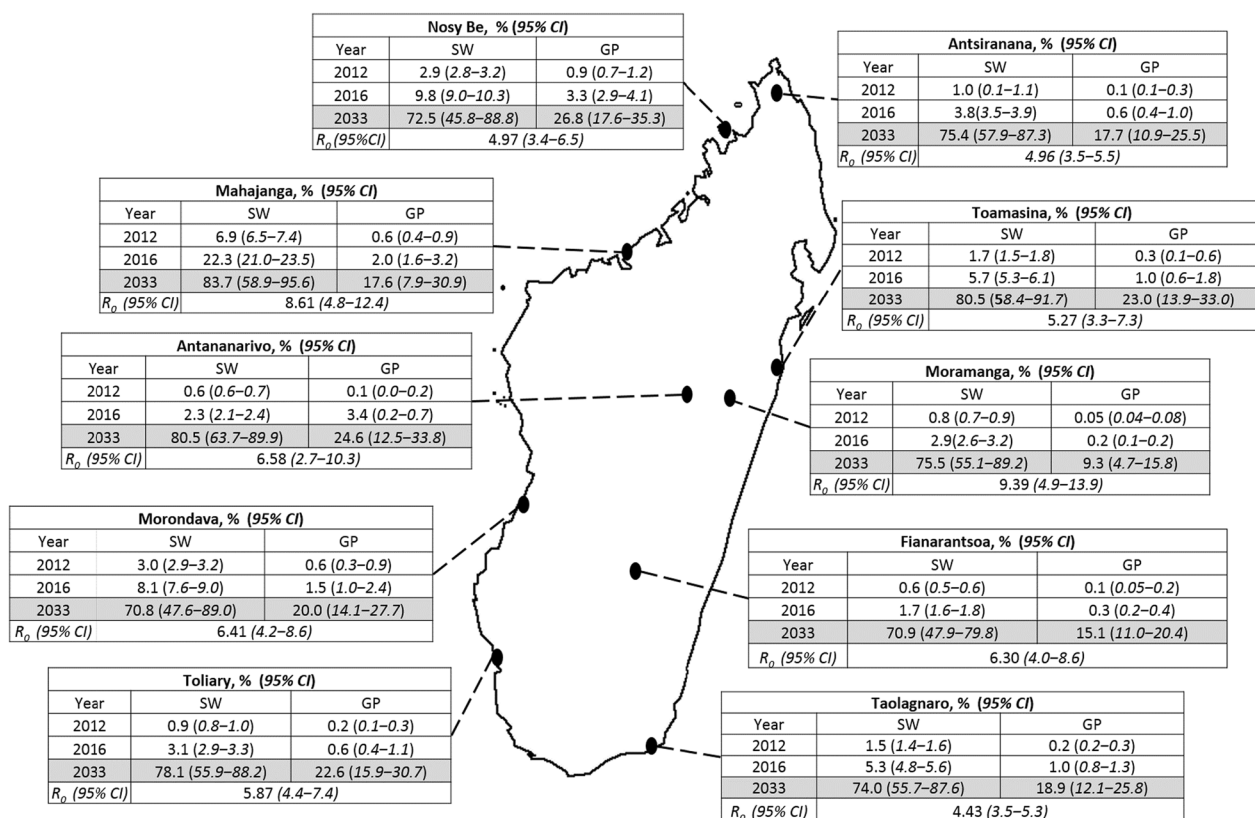 Nosy Be, % (95% CI)
Year SW GP
2012 2.9 (2.8–3.2) 0.9 (0.7–1.2)
2016 9.8 (9.0–10.3) 3.3 (2.9–4.1)
2033 72.5 (45.8–88.8) 26.8 (17.6–35.3)
R0 (95%CI) 4.97 (3.4–6.5)
Antsiranana, % (95% CI)
Year SW GP
2012 1.0 (0.1–1.1) 0.1 (0.1–0.3)
2016 3.8(3.5–3.9) 0.6 (0.4–1.0)
2033 75.4 (57.9–87.3) 17.7 (10.9–25.5)
R0 (95% CI) 4.96 (3.5–5.5)
Mahajanga, % (95% CI)
Year SW GP
2012 6.9 (6.5–7.4) 0.6 (0.4–0.9)
2016 22.3 (21.0–23.5) 2.0 (1.6–3.2)
2033 83.7 (58.9–95.6) 17.6 (7.9–30.9)
R0 (95% CI) 8.61 (4.8–12.4)
Toamasina, % (95% CI)
Year SW GP
2012 1.7 (1.5–1.8) 0.3 (0.1–0.6)
2016 5.7 (5.3–6.1) 1.0 (0.6–1.8)
2033 80.5 (58.4–91.7) 23.0 (13.9–33.0)
R0 (95% CI) 5.27 (3.3–7.3)
Antananarivo, % (95% CI)
Year SW GP
2012 0.6 (0.6–0.7) 0.1 (0.0–0.2)
2016 2.3 (2.1–2.4) 3.4 (0.2–0.7)
2033 80.5 (63.7–89.9) 24.6 (12.5–33.8)
R0 (95% CI) 6.58 (2.7–10.3)
Moramanga, % (95% CI)
Year SW GP
2012 0.8 (0.7–0.9) 0.05 (0.04–0.08)
2016 2.9(2.6–3.2) 0.2 (0.1–0.2)
2033 75.5 (55.1–89.2) 9.3 (4.7–15.8)
R0 (95% CI) 9.39 (4.9–13.9)
Morondava, % (95% CI)
Year SW GP
2012 3.0 (2.9–3.2) 0.6 (0.3–0.9)
2016 8.1 (7.6–9.0) 1.5 (1.0–2.4)
2033 70.8 (47.6–89.0) 20.0 (14.1–27.7)
R0 (95% CI) 6.41 (4.2–8.6)
Fianarantsoa, % (95% CI)
Year SW GP
2012 0.6 (0.5–0.6) 0.1 (0.05–0.2)
2016 1.7 (1.6–1.8) 0.3 (0.2–0.4)
2033 70.9 (47.9–79.8) 15.1 (11.0–20.4)
R0 (95% CI) 6.30 (4.0–8.6)
Toliary, % (95% CI)
Year SW GP
2012 0.9 (0.8–1.0) 0.2 (0.1–0.3)
2016 3.1 (2.9–3.3) 0.6 (0.4–1.1)
2033 78.1 (55.9–88.2) 22.6 (15.9–30.7)
R0 (95% CI) 5.87 (4.4–7.4)
Taolagnaro, % (95% CI)
Year SW GP
2012 1.5 (1.4–1.6) 0.2 (0.2–0.3)
2016 5.3 (4.8–5.6) 1.0 (0.8–1.3)
2033 74.0 (55.7–87.6) 18.9 (12.1–25.8)
R0 (95% CI) 4.43 (3.5–5.3)